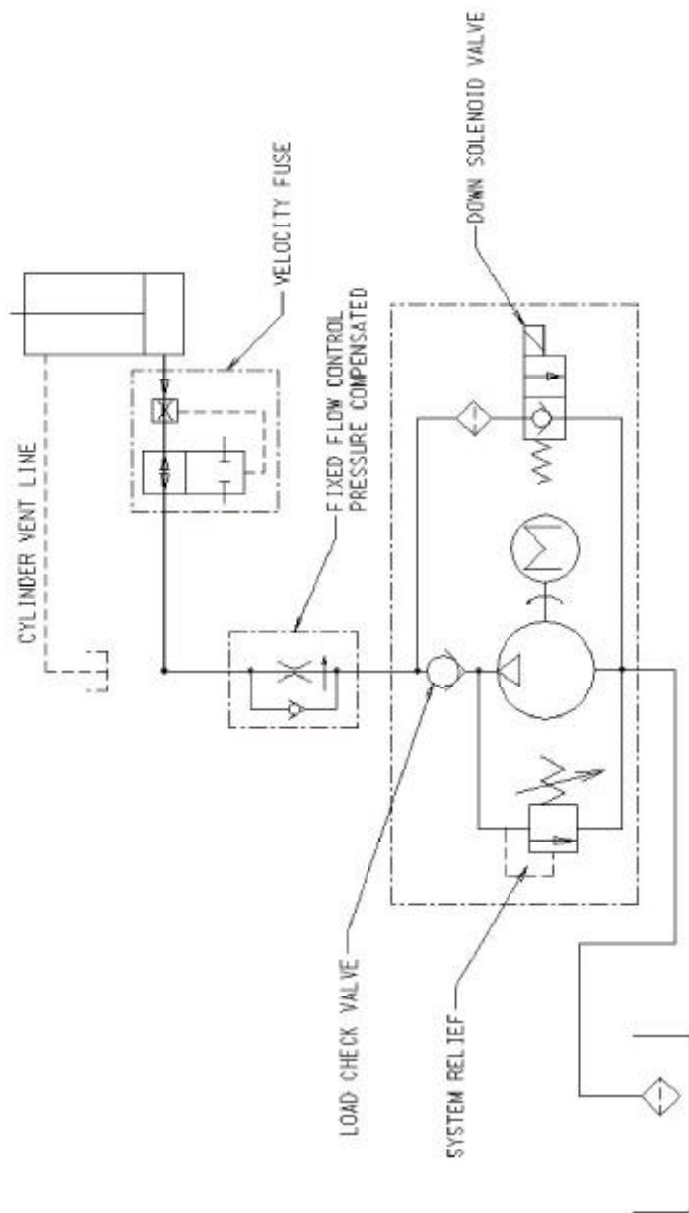 CYLINDER VENT LINE
VELOCITY FUSE
FIXED FLOW CONTROL
PRESSURE COMPENSATED
DOWN SOLENOID VALVE
LOAD CHECK VALVE
SYSTEM RELIEF
M